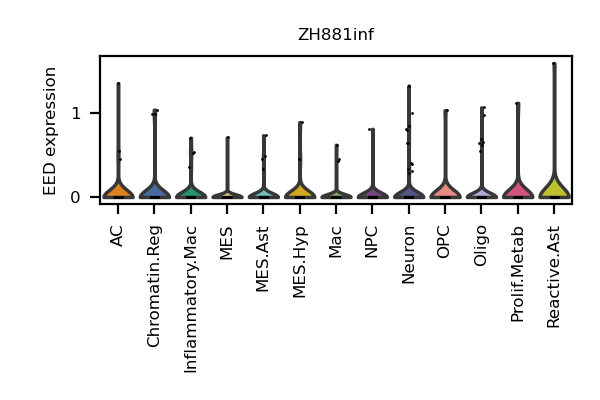 ZH881inf
EED expression
1
0
AC
Chromatin.Reg
Inflammatory.Mac
MES
MES.Ast
MES.Hyp
Mac
NPC
Neuron
OPC
Oligo
Prolif.Metab
Reactive.Ast